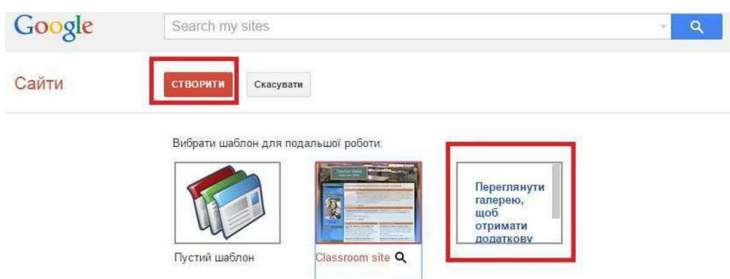 Google Search my sites
Сайти СТВОРИТИ Скасувати
Вибрати шаблон для подальшої роботи:
Переглянути
галерею,
щоб
отримати
додаткову
Пустий шаблон Classroom site